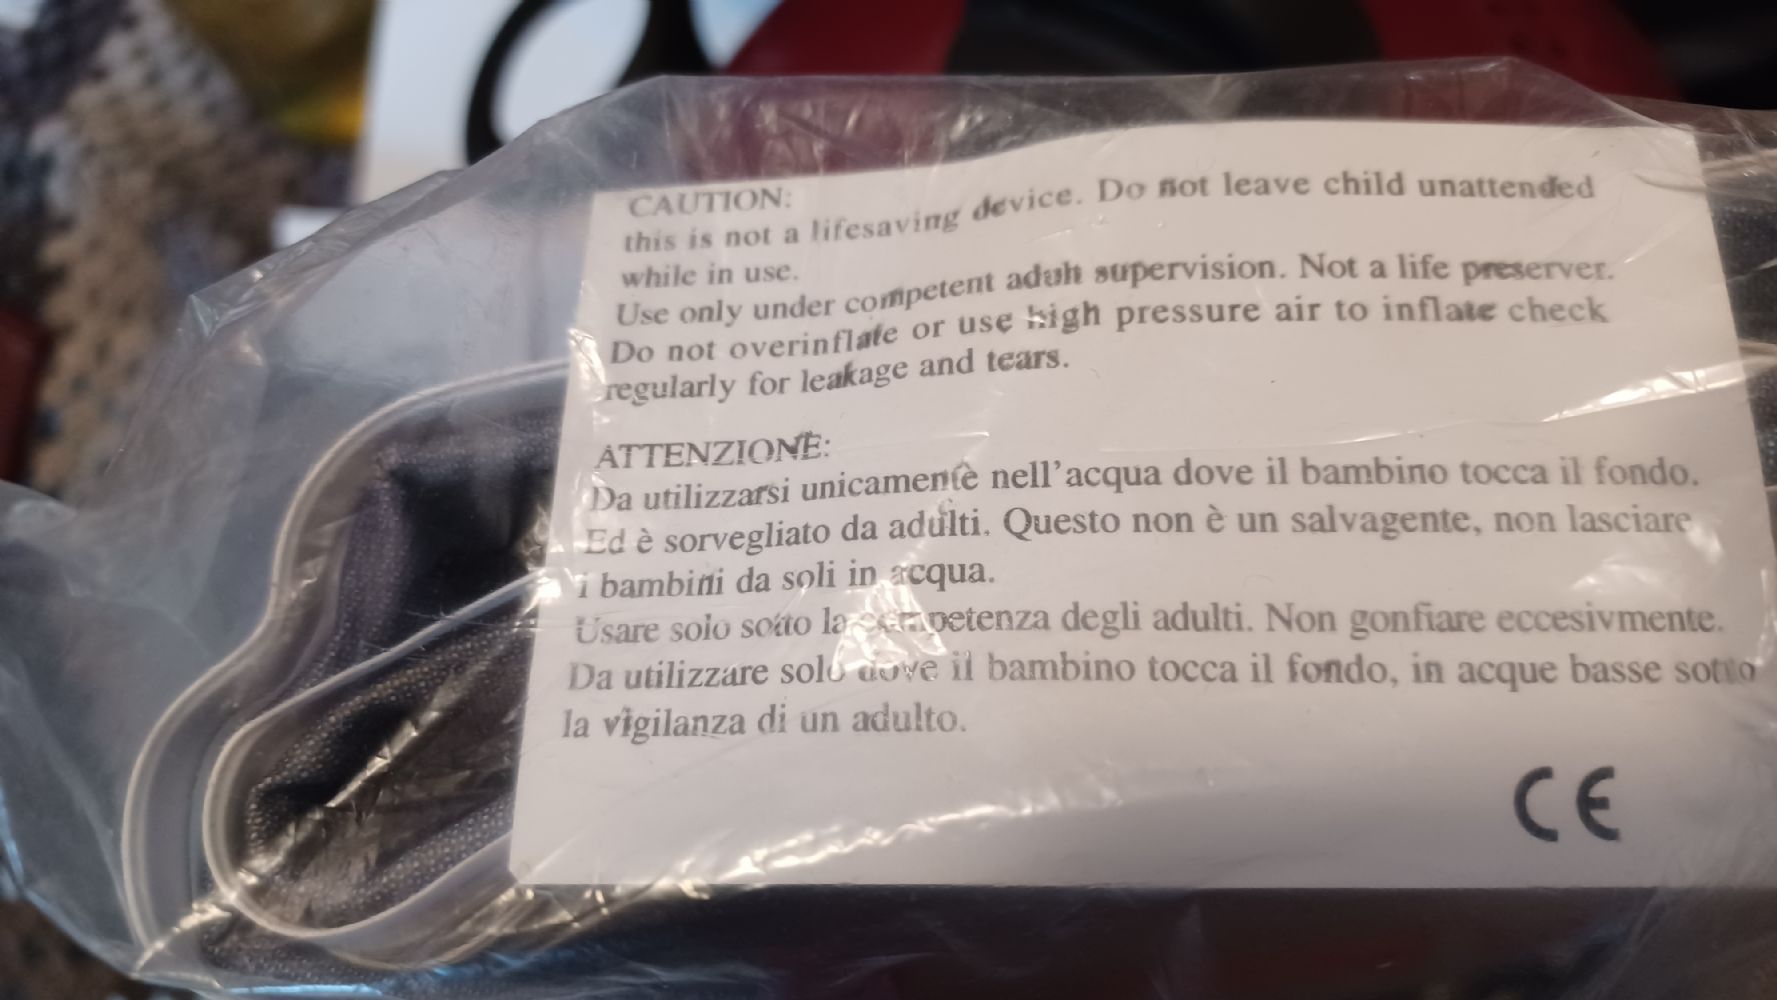 CAUTION:
this is not a lifesaving device. Do not leave child unattended
while in use.
Use only under competent adult supervision. Not a life preserver.
Do not overinflate or use high pressure air to inflate check
regularly for leakage and tears.
ATTENZIONE:
Da utilizzarsi unicamente nell'acqua dove il bambino tocca il fondo.
Ed è sorvegliato da adulti. Questo non è un salvagente, non lasciare
i bambini da soli in acqua.
Usare solo sotto la competenza degli adulti. Non gonfiare eccesivmente.
Da utilizzare solo dove il bambino tocca il fondo, in acque basse sotto
la vigilanza di un adulto.
CE